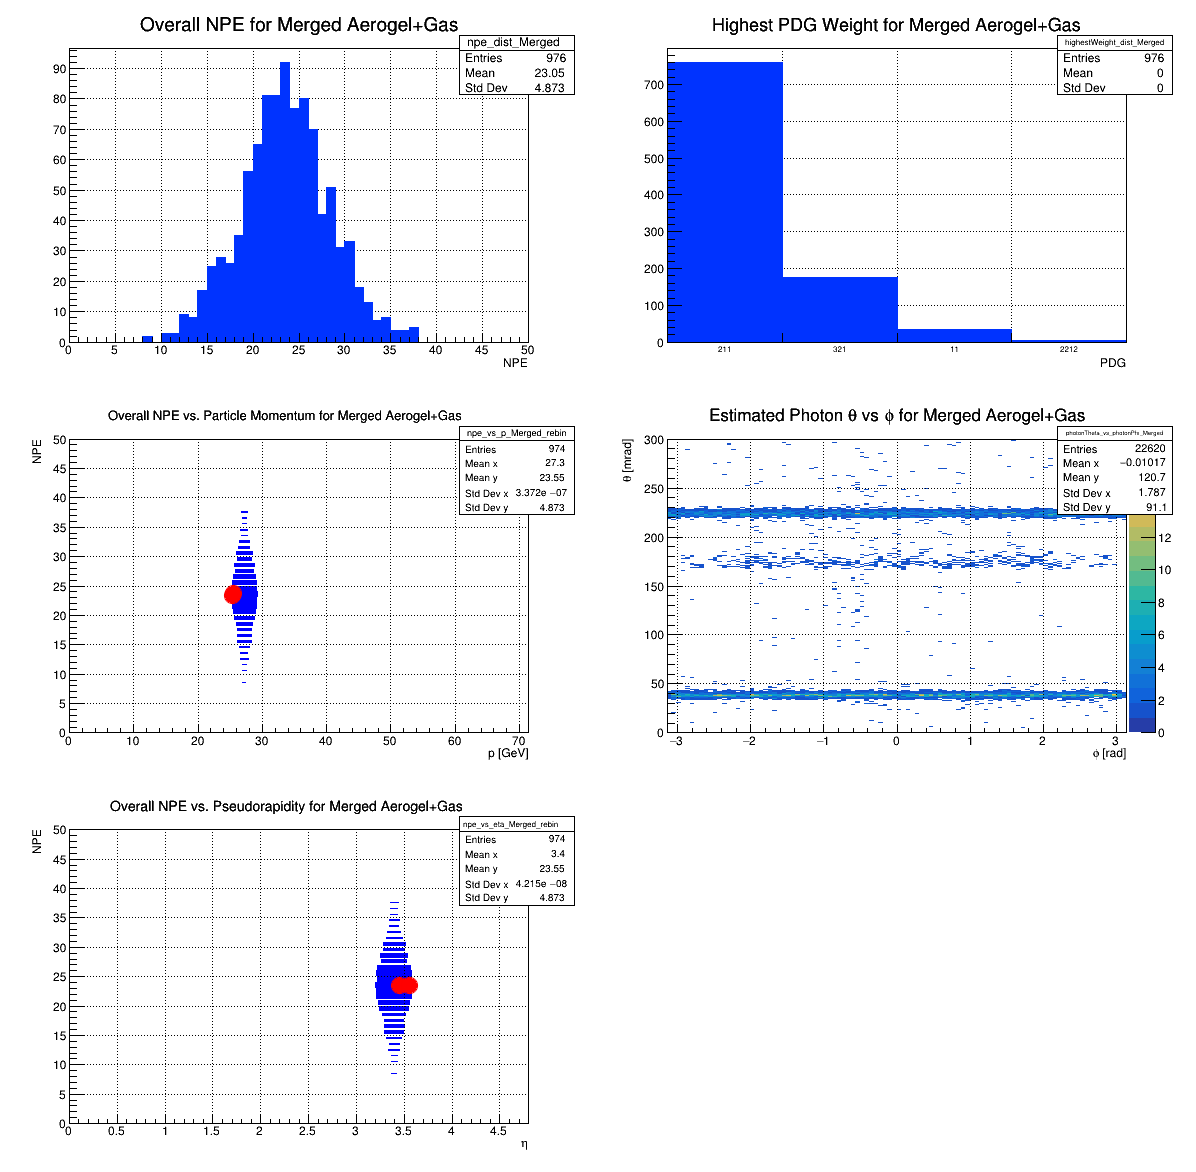 Overall NPE for Merged Aerogel+Gas
npe_dist_Merged
Entries 976
Mean 23.05
Std Dev 4.873
90
80
70
60
50
40
30
20
10
0
0 5 10 15 20 25 30 35 40 45 50
NPE
Highest PDG Weight for Merged Aerogel+Gas
highestWeight_dist_Merged
Entries 976
Mean 0
Std Dev 0
700
600
500
400
300
200
100
0
211 321 11 2212
PDG
Overall NPE vs. Particle Momentum for Merged Aerogel+Gas
npe_vs_p_Merged_rebin
Entries 974
Mean x 27.3
Mean y 23.55
Std Dev x 3.372e −07
Std Dev y 4.873
NPE
50
45
40
35
30
25
20
15
10
5
0
0 10 20 30 40 50 60 70
p [GeV]
Estimated Photon θ vs ϕ for Merged Aerogel+Gas
photonTheta_vs_photonPhi_Merged
Entries 22620
Mean x −0.01017
Mean y 120.7
Std Dev x 1.787
Std Dev y 91.1
θ [mrad]
300
250
200
150
100
50
0
−3 −2 −1 0 1 2 3
ϕ [rad]
12
10
8
6
4
2
0
Overall NPE vs. Pseudorapidity for Merged Aerogel+Gas
npe_vs_eta_Merged_rebin
Entries 974
Mean x 3.4
Mean y 23.55
Std Dev x 4.215e −08
Std Dev y 4.873
NPE
50
45
40
35
30
25
20
15
10
5
0
0 0.5 1 1.5 2 2.5 3 3.5 4 4.5
η